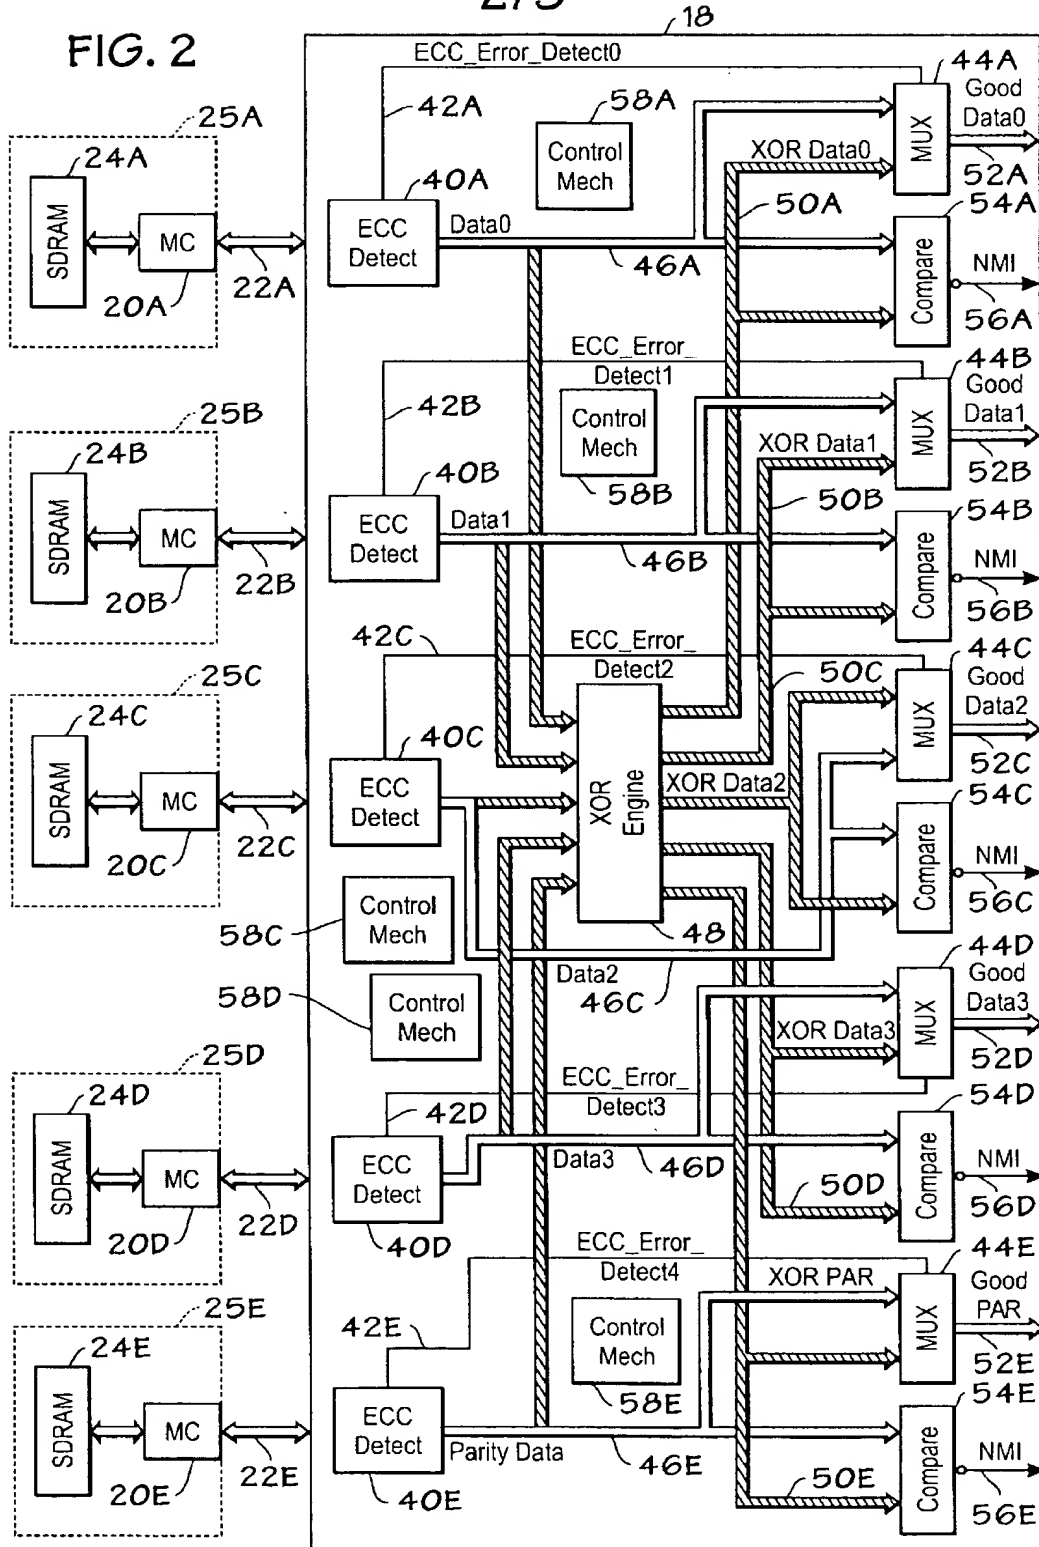 2/3
FIG. 2
18
ECC_Error_Detect0
44A
Good
Data0
25A
42A
58A
Control
Mech
MUX
52A
24A
40A
XOR Data0
50A
54A
SDRAM
MC
ECC
Detect
Data0
46A
Compare
NMI
56A
20A
22A
ECC_Error_
Detect1
44B
Good
Data1
25B
42B
Control
Mech
58B
MUX
52B
24B
40B
XOR Data1
50B
54B
SDRAM
MC
ECC
Detect
Data1
46B
Compare
NMI
56B
20B
22B
42C
ECC_Error_
Detect2
50C
44C
Good
Data2
25C
MUX
52C
24C
40C
XOR
Engine
XOR Data2
54C
SDRAM
MC
ECC
Detect
Compare
NMI
56C
20C
22C
58C
Control
Mech
48
44D
58D
Control
Mech
Data2
46C
Good
Data3
MUX
52D
XOR Data3
25D
24D
42D
ECC_Error_
Detect3
54D
SDRAM
MC
ECC
Detect
Data3
46D
Compare
NMI
56D
20D
22D
40D
50D
ECC_Error_
Detect4
44E
Good
PAR
25E
42E
XOR PAR
MUX
52E
24E
Control
Mech
58E
54E
SDRAM
MC
ECC
Detect
Parity Data
46E
Compare
NMI
56E
20E
22E
40E
50E